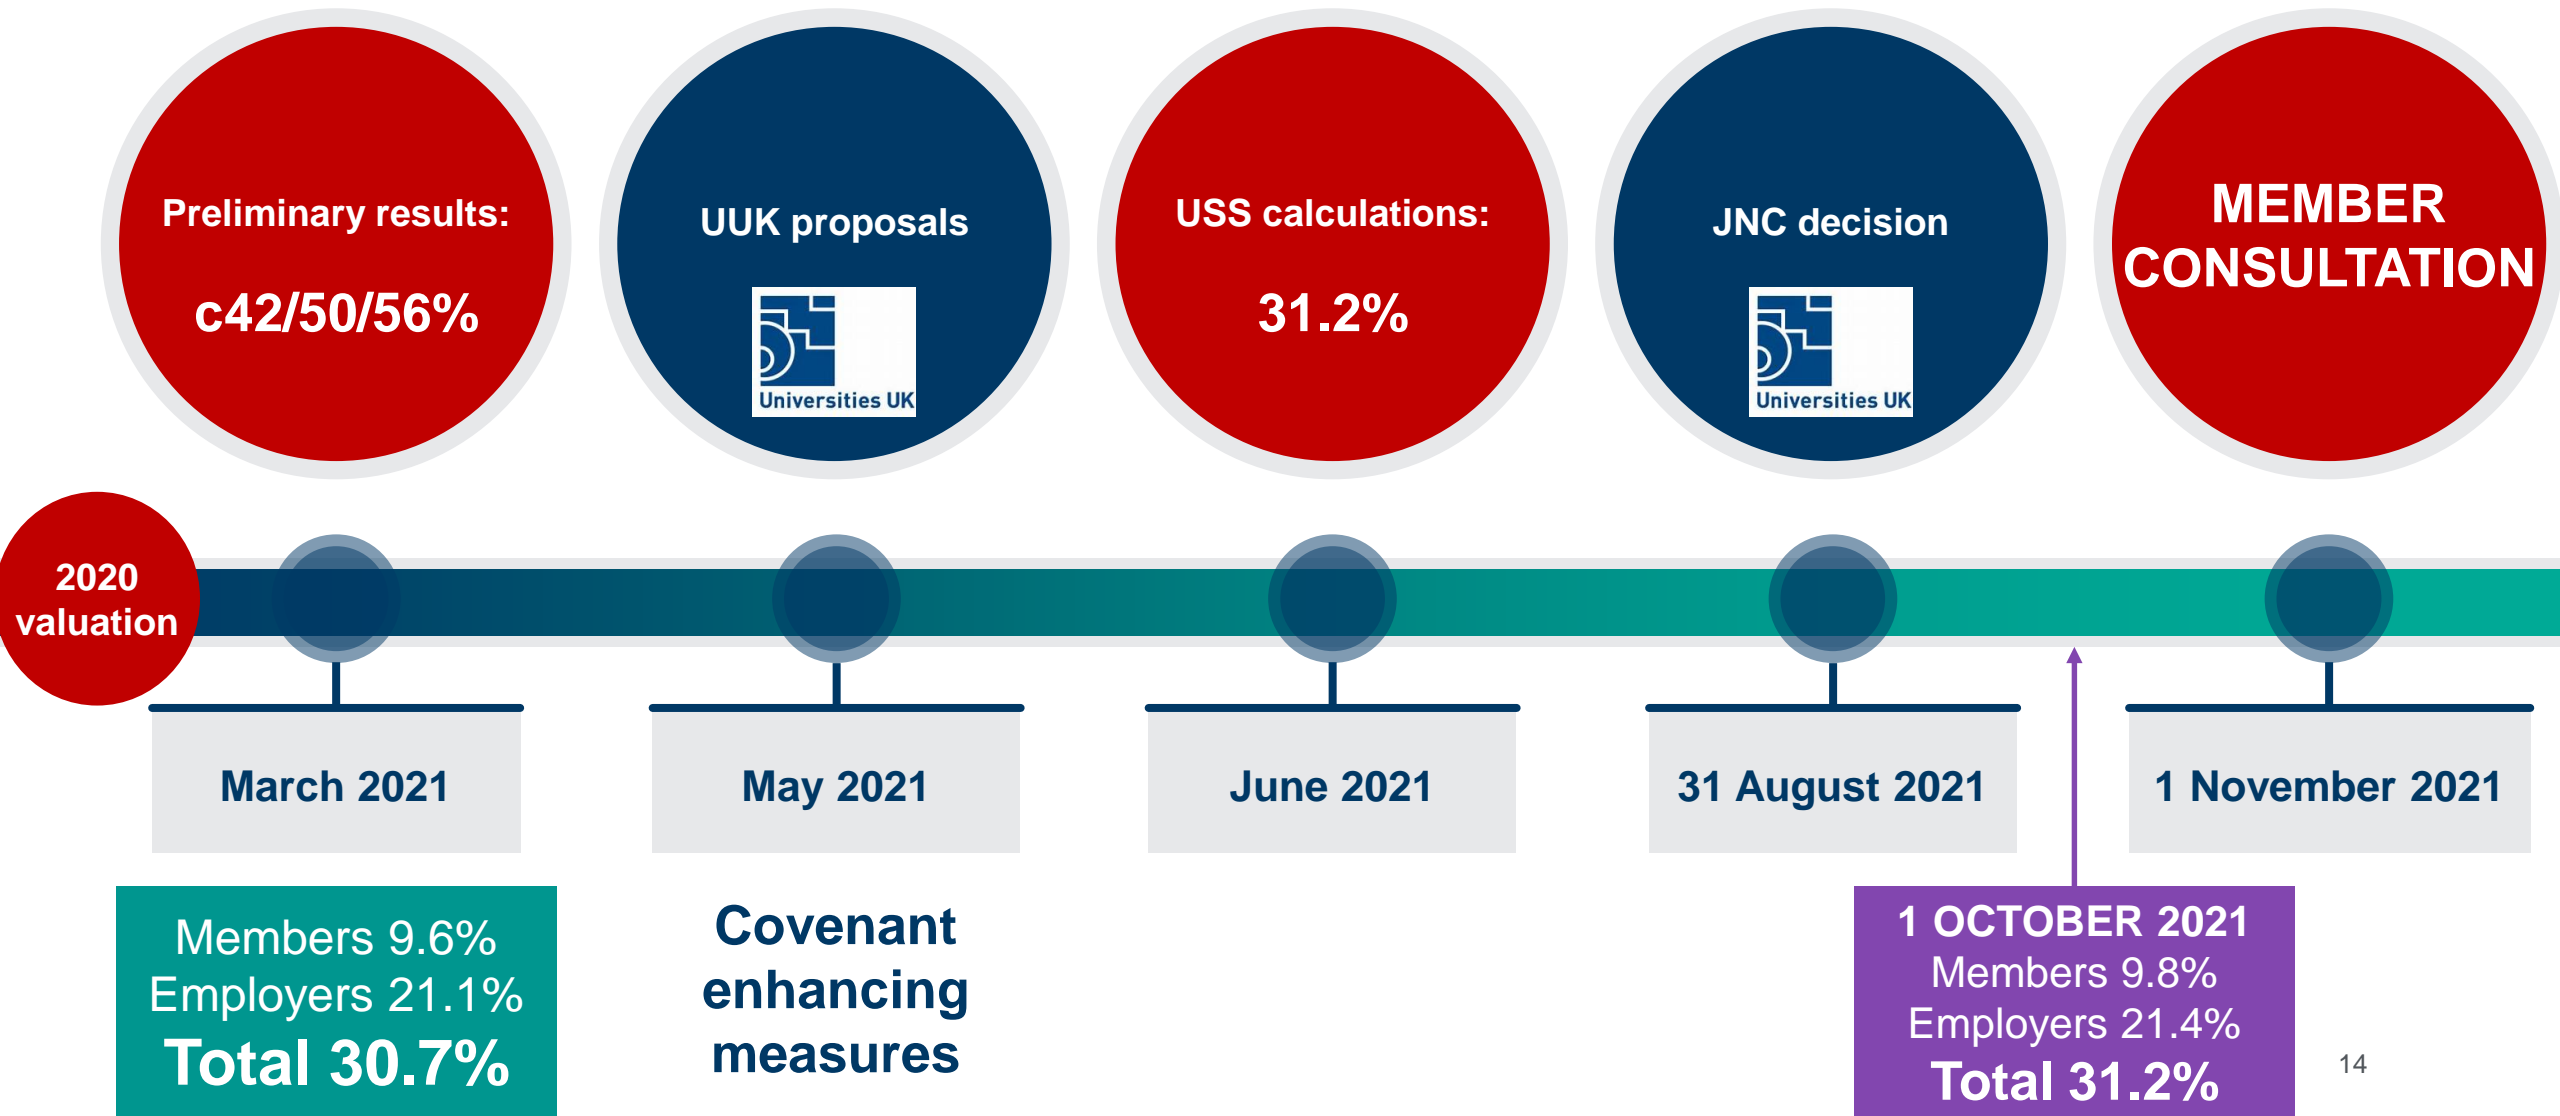 Preliminary results:
c42/50/56%
UUK proposals
Universities UK
USS calculations:
31.2%
JNC decision
Universities UK
MEMBER
CONSULTATION
2020
valuation
March 2021
May 2021
June 2021
31 August 2021
1 November 2021
Members 9.6%
Employers 21.1%
Total 30.7%
Covenant
enhancing
measures
1 OCTOBER 2021
Members 9.8%
Employers 21.4%
Total 31.2%
14